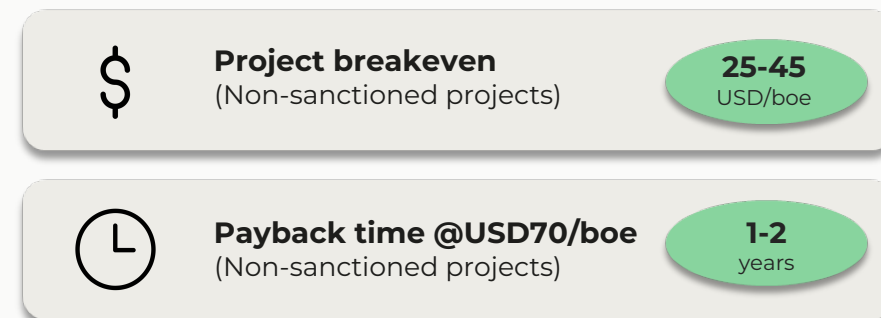 $
Project breakeven
(Non-sanctioned projects)
25-45
USD/boe
Payback time @USD70/boe
(Non-sanctioned projects)
1-2
years